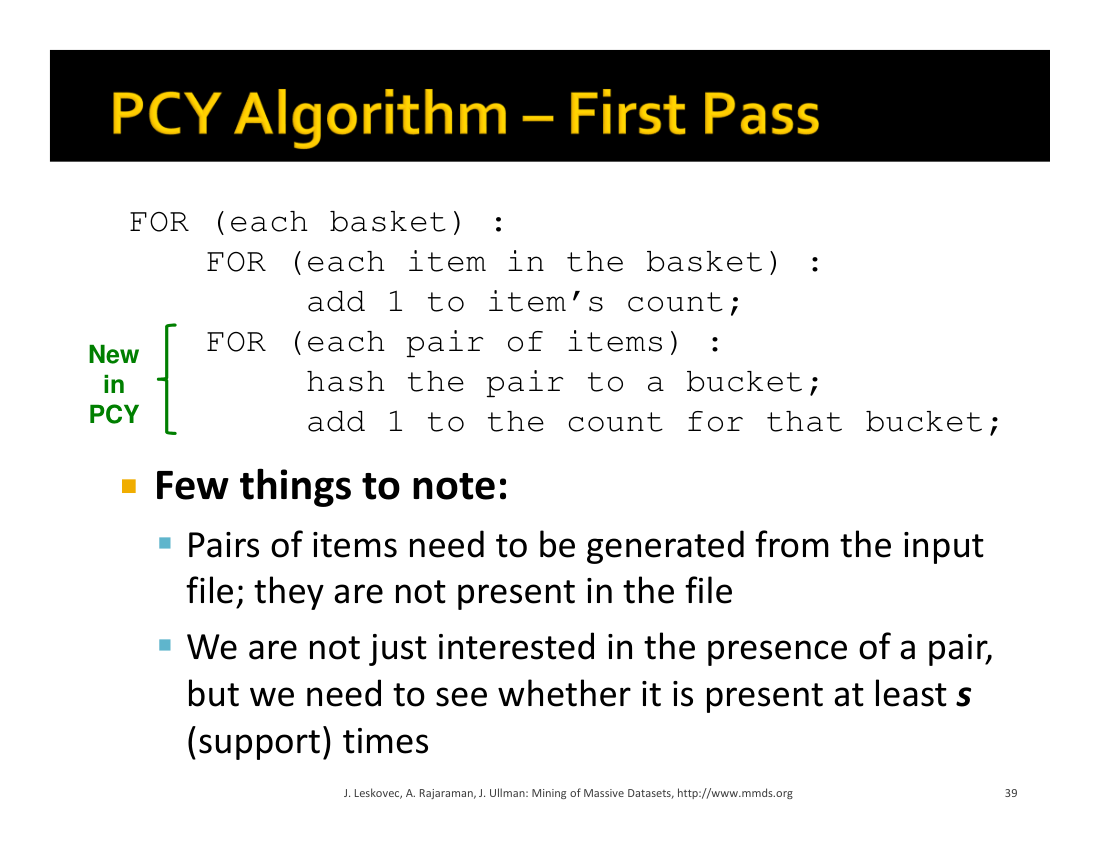 PCY Algorithm – First Pass
FOR (each basket) :
FOR (each item in the basket) :
add 1 to item’s count;
FOR (each pair of items) :
hash the pair to a bucket;
add 1 to the count for that bucket;
New
in
PCY
Few things to note:
Pairs of items need to be generated from the input
file; they are not present in the file
We are not just interested in the presence of a pair,
but we need to see whether it is present at least s
(support) times
J. Leskovec, A. Rajaraman, J. Ullman: Mining of Massive Datasets, http://www.mmds.org
39